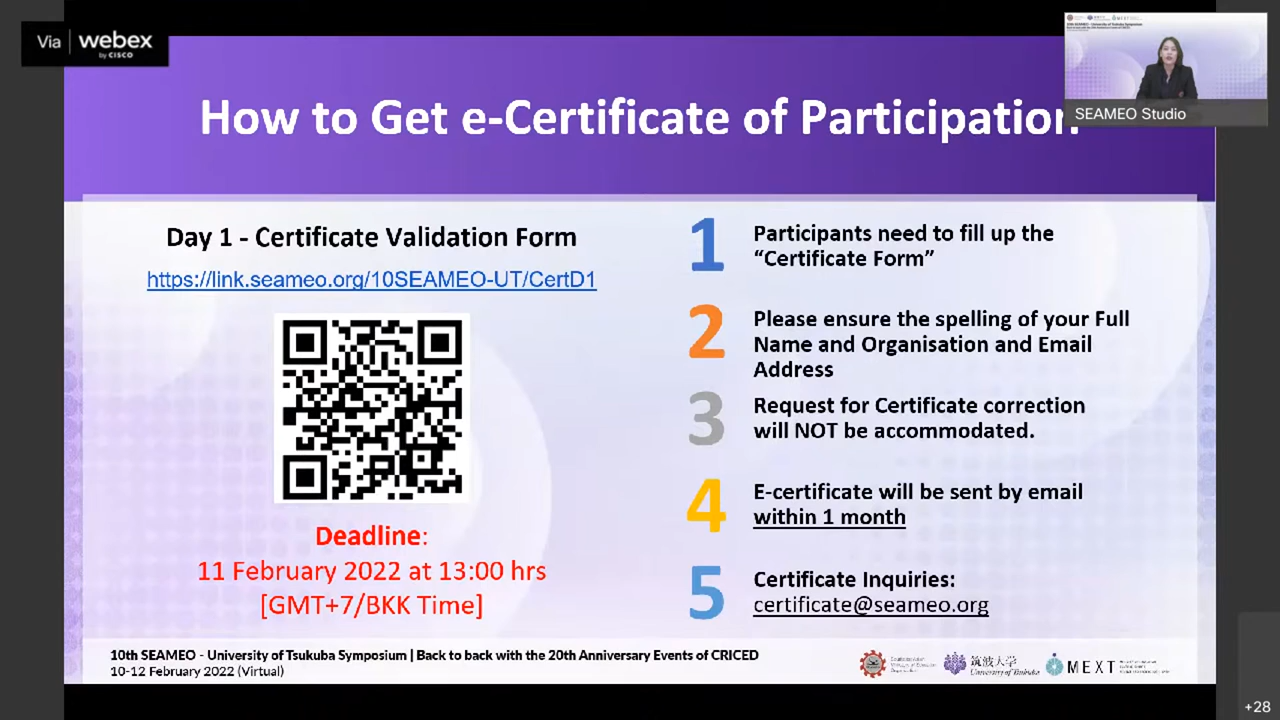 Via webex
by CISCO
SEAMEO Studio
How to Get e-Certificate of Participation
Day 1 - Certificate Validation Form
https://link.seameo.org/10SEAMEO-UT/CertD1
Deadline:
11 February 2022 at 13:00 hrs
[GMT+7/BKK Time]
1 Participants need to fill up the
“Certificate Form”
2 Please ensure the spelling of your Full
Name and Organisation and Email
Address
3 Request for Certificate correction
will NOT be accommodated.
4 E-certificate will be sent by email
within 1 month
5 Certificate Inquiries:
certificate@seameo.org
10th SEAMEO - University of Tsukuba Symposium | Back to back with the 20th Anniversary Events of CRICED
10-12 February 2022 (Virtual)
筑波大学
University of Tsukuba
MEXT
+28